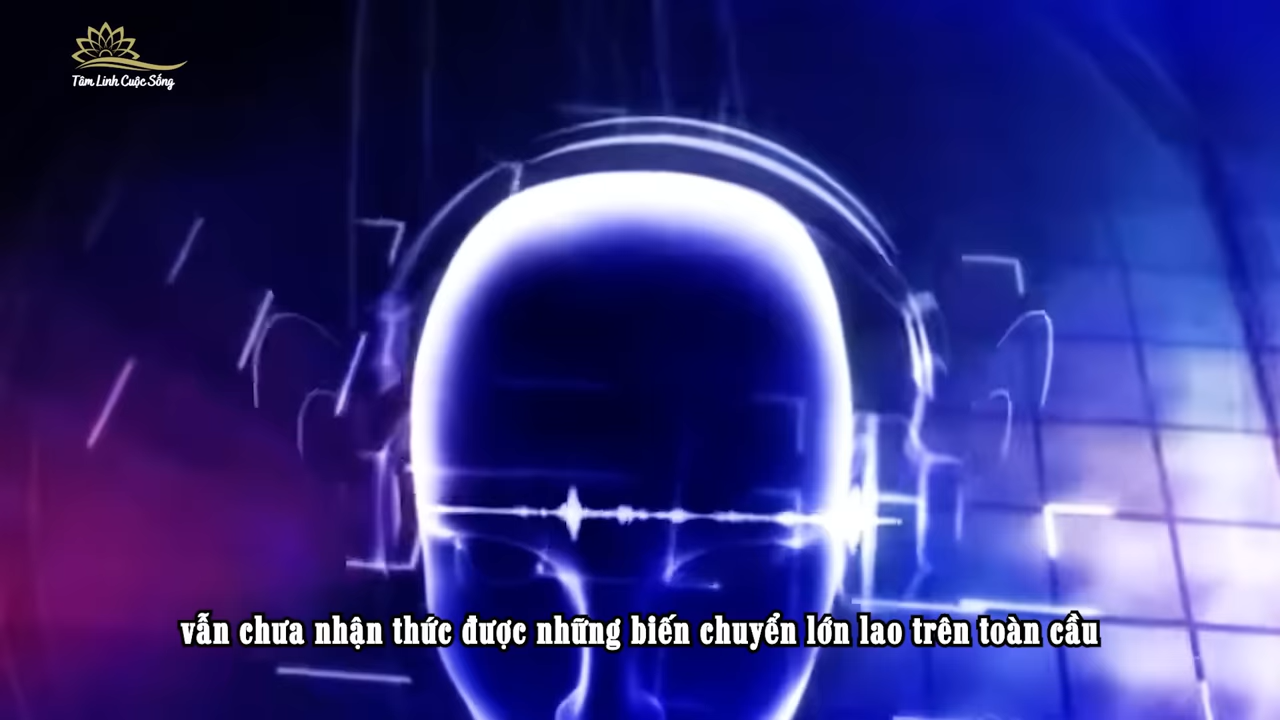 Tâm Linh Cuộc Sống
vẫn chưa nhận thức được những biến chuyển lớn lao trên toàn cầu